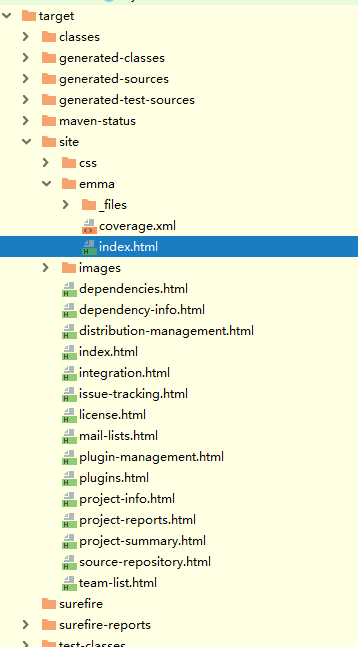 target
classes
generated-classes
generated-sources
generated-test-sources
maven-status
site
css
emma
_files
coverage.xml
index.html
images
dependencies.html
dependency-info.html
distribution-management.html
index.html
integration.html
issue-tracking.html
license.html
mail-lists.html
plugin-management.html
plugins.html
project-info.html
project-reports.html
project-summary.html
source-repository.html
team-list.html
surefire
surefire-reports
test-classes